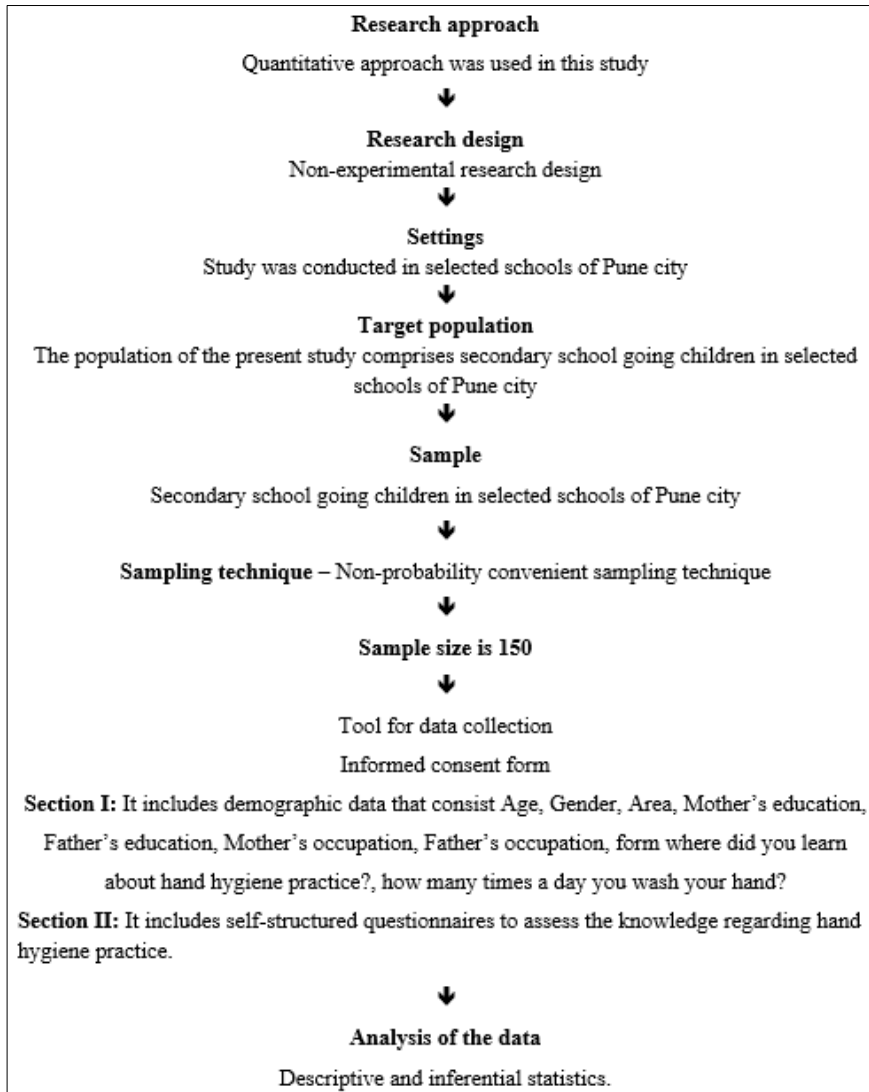 Research approach
Quantitative approach was used in this study
Research design
Non-experimental research design
Settings
Study was conducted in selected schools of Pune city
Target population
The population of the present study comprises secondary school going children in selected
schools of Pune city
Sample
Secondary school going children in selected schools of Pune city
Sampling technique – Non-probability convenient sampling technique
Sample size is 150
Tool for data collection
Informed consent form
Section I: It includes demographic data that consist Age, Gender, Area, Mother’s education,
Father’s education, Mother’s occupation, Father’s occupation, form where did you learn
about hand hygiene practice?, how many times a day you wash your hand?
Section II: It includes self-structured questionnaires to assess the knowledge regarding hand
hygiene practice.
Analysis of the data
Descriptive and inferential statistics.